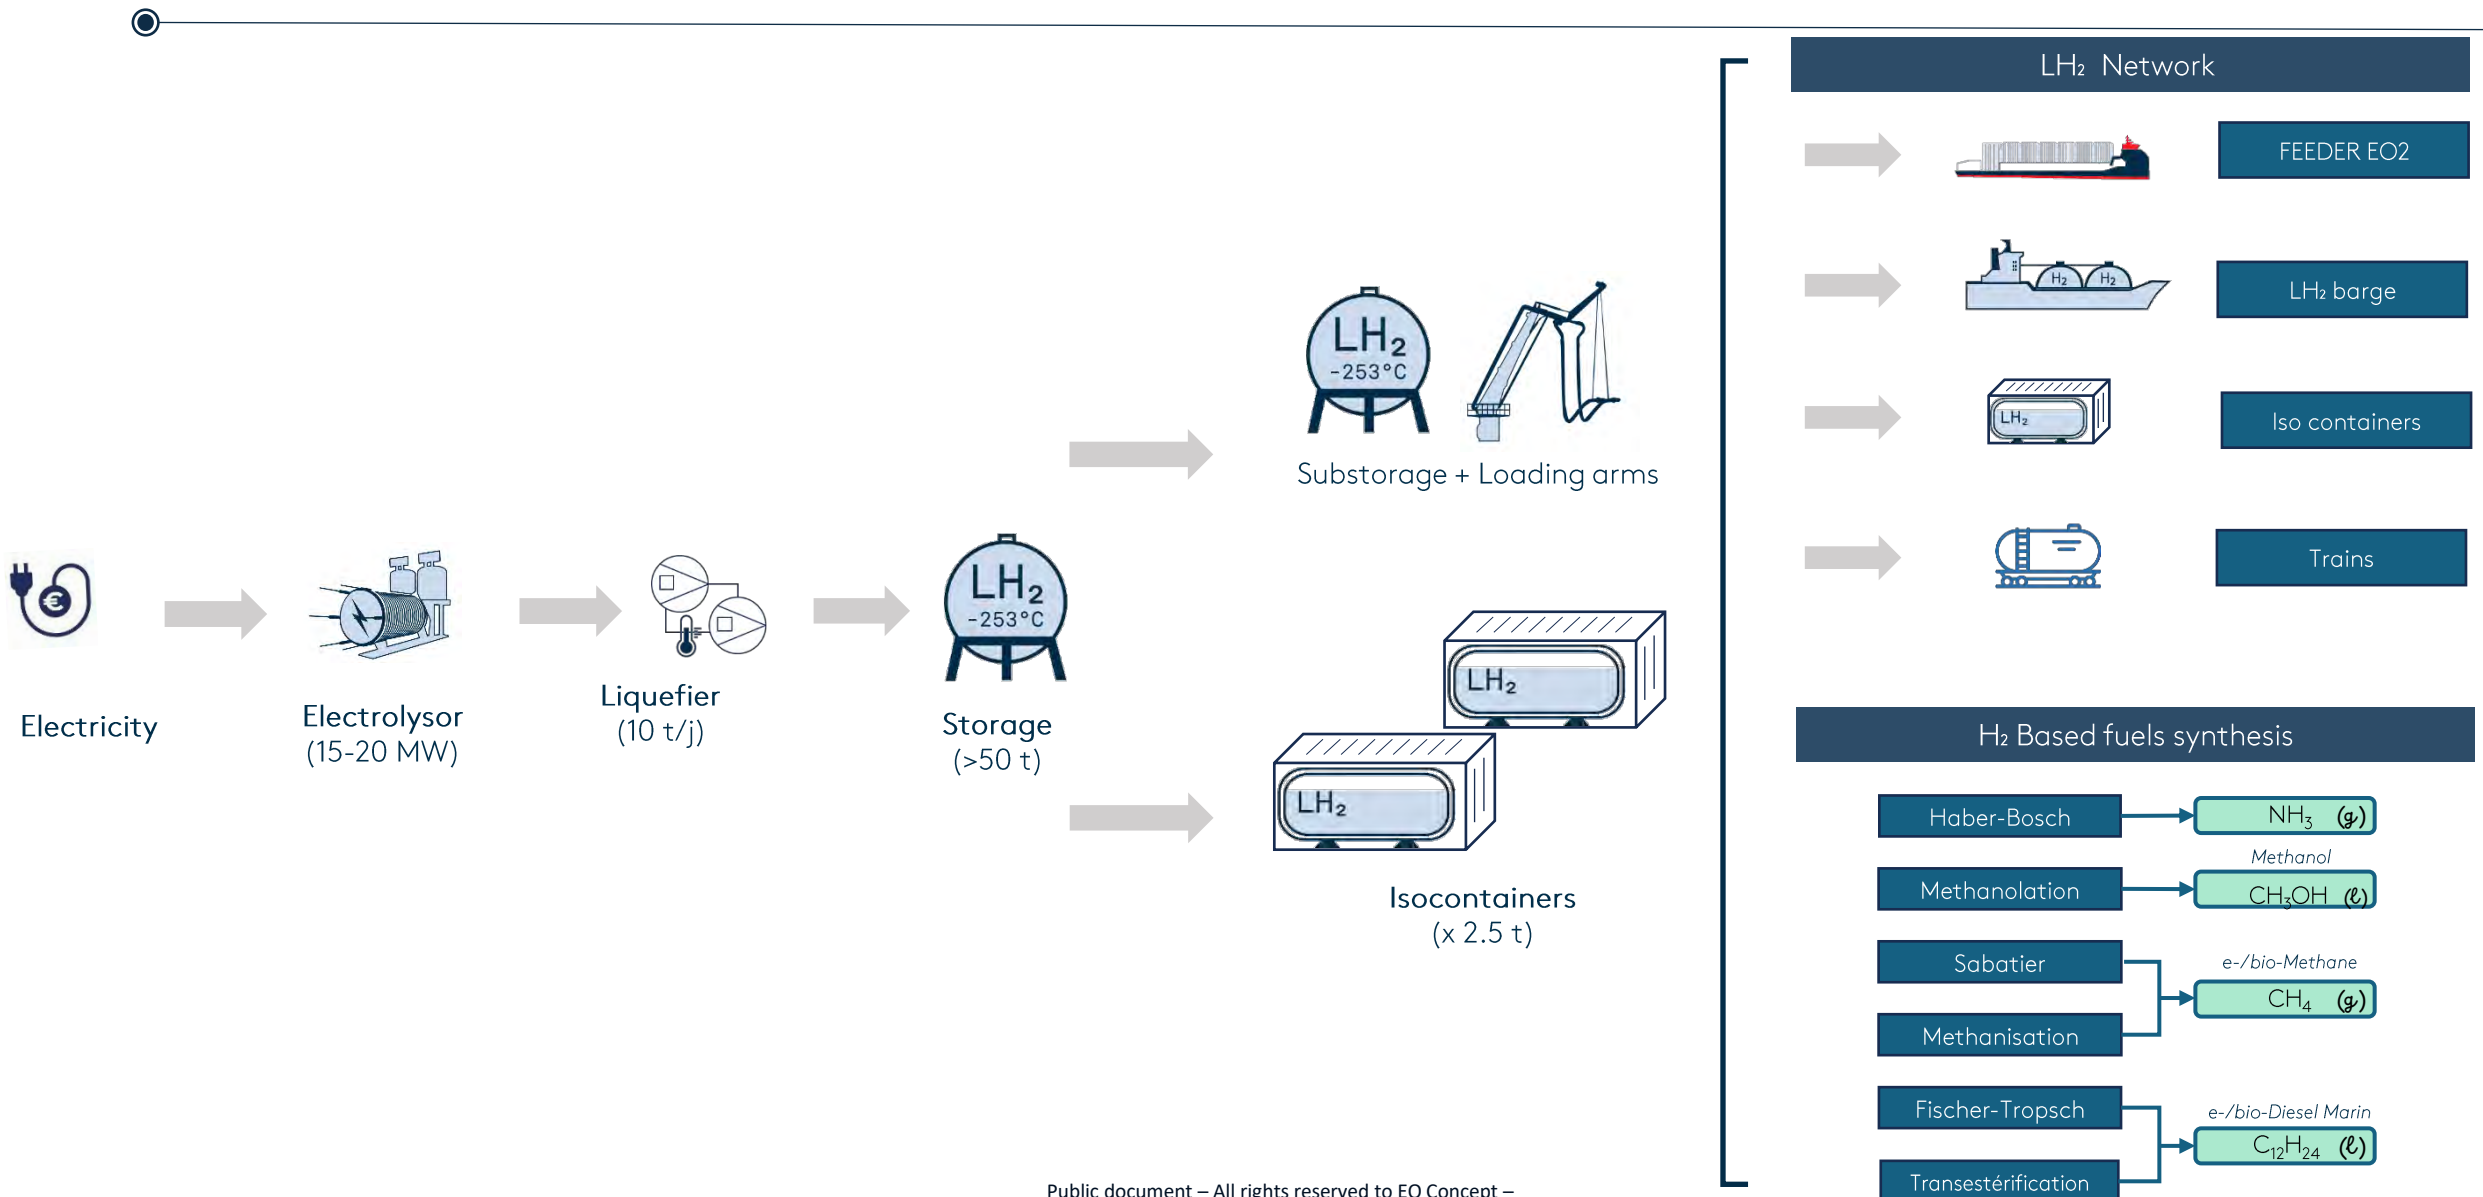 LH₂ Network
FEEDER EO2
H₂ H₂
LH₂ barge
LH₂
Iso containers
Trains
LH₂
-253°C
Substorage + Loading arms
€
Electricity
Electrolysor
(15-20 MW)
Liquefier
(10 t/j)
LH₂
-253°C
Storage
(>50 t)
LH₂
LH₂
Isocontainers
(x 2.5 t)
H₂ Based fuels synthesis
Haber-Bosch
NH₃ (g)
Methanolation
Methanol
CH₃OH (ℓ)
Sabatier
Methanisation
e-/bio-Methane
CH₄ (g)
Fischer-Tropsch
Transestérification
e-/bio-Diesel Marin
C₁₂H₂₄ (ℓ)
Public document – All rights reserved to EO Concept –